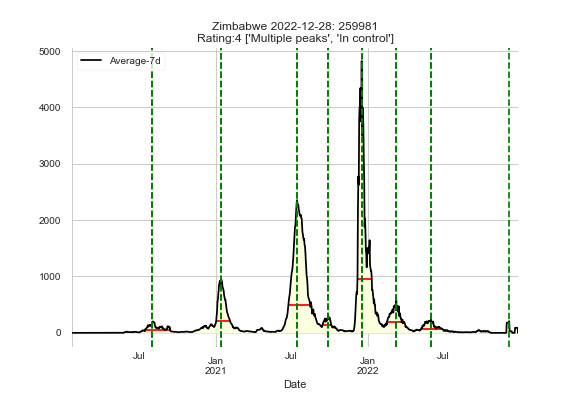 Zimbabwe 2022-12-28: 259981
Rating:4 ['Multiple peaks', 'In control']
Average-7d
5000
4000
3000
2000
1000
0
Jul
Jan
2021
Jul
Jan
2022
Jul
Date